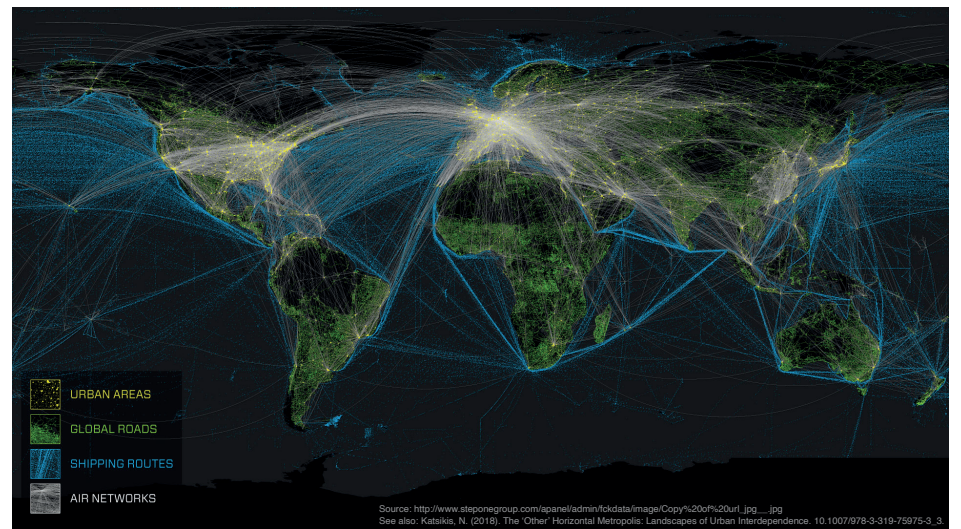 URBAN AREAS
GLOBAL ROADS
SHIPPING ROUTES
AIR NETWORKS
Source: http://www.steponegroup.com/apanel/admin/fckdata/image/Copy%20of%20url_jpg__.jpg
See also: Katsikis, N. (2018). The ‘Other’ Horizontal Metropolis: Landscapes of Urban Interdependence. 10.1007/978-3-319-75975-3_3.